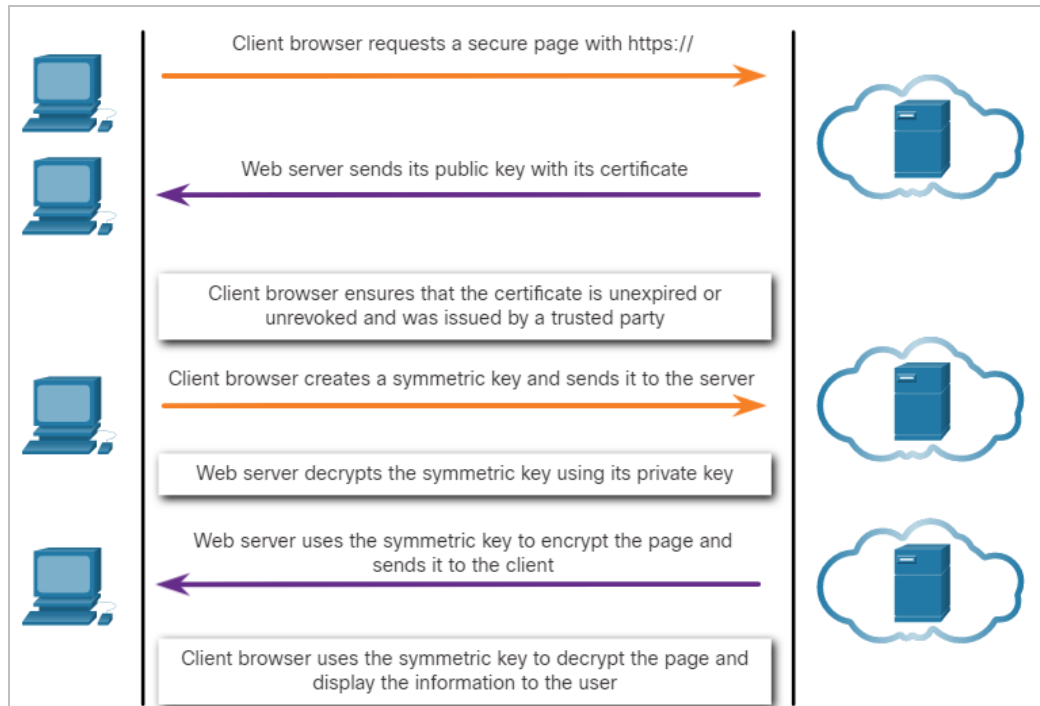 Client browser requests a secure page with https://
Web server sends its public key with its certificate
Client browser ensures that the certificate is unexpired or
unrevoked and was issued by a trusted party
Client browser creates a symmetric key and sends it to the server
Web server decrypts the symmetric key using its private key
Web server uses the symmetric key to encrypt the page and
sends it to the client
Client browser uses the symmetric key to decrypt the page and
display the information to the user